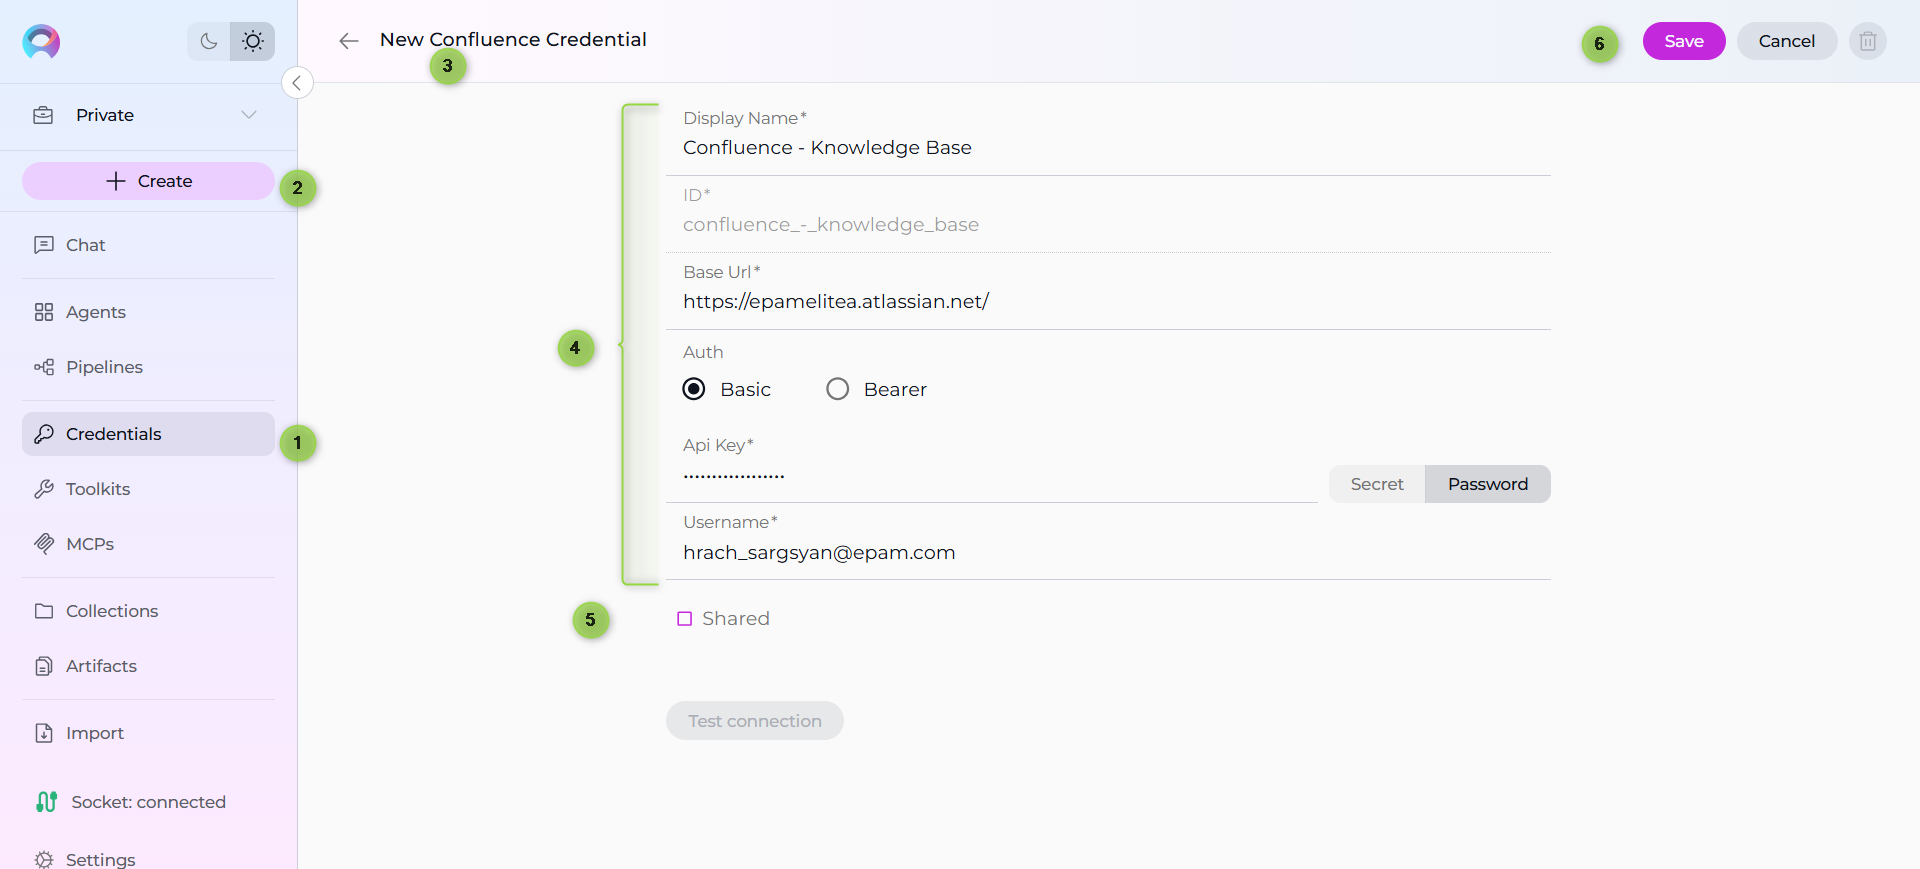 New Confluence Credential
3
6
Save
Cancel
Private
Create
2
Chat
Agents
Pipelines
Credentials
1
Toolkits
MCPs
Collections
Artifacts
Import
Socket: connected
Settings
4
Display Name*
Confluence - Knowledge Base
ID*
confluence_-_knowledge_base
Base Url*
https://epamelitea.atlassian.net/
Auth
Basic
Bearer
Api Key*
••••••••••••••••••
Secret
Password
Username*
hrach_sargsyan@epam.com
5
Shared
Test connection